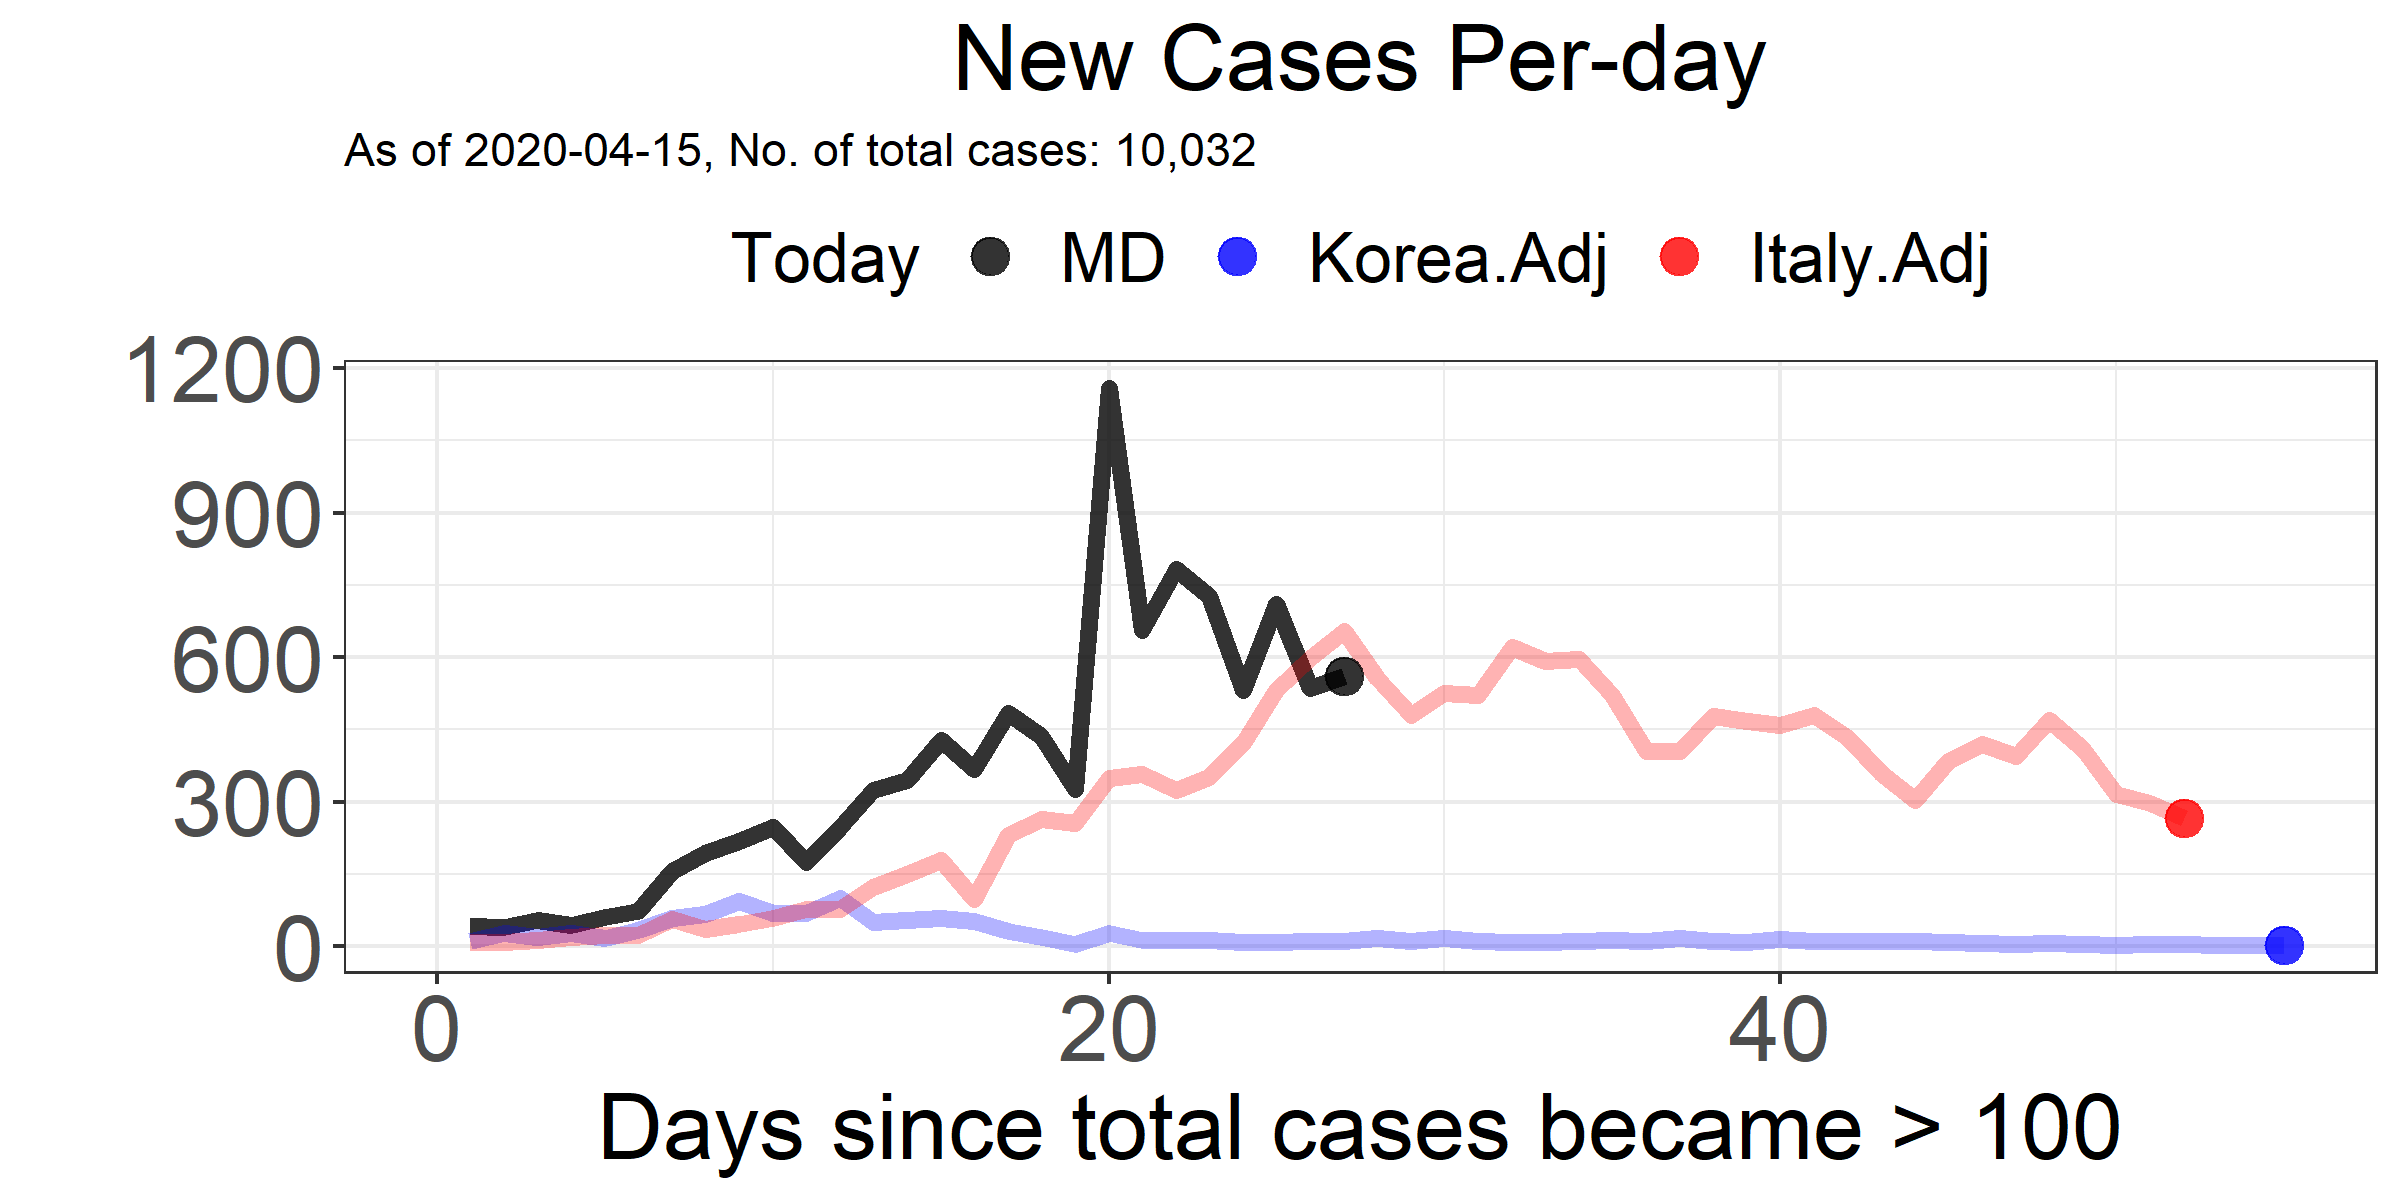 New Cases Per-day
As of 2020-04-15, No. of total cases: 10,032
Today MD Korea.Adj Italy.Adj
1200
900
600
300
0
0 20 40
Days since total cases became > 100